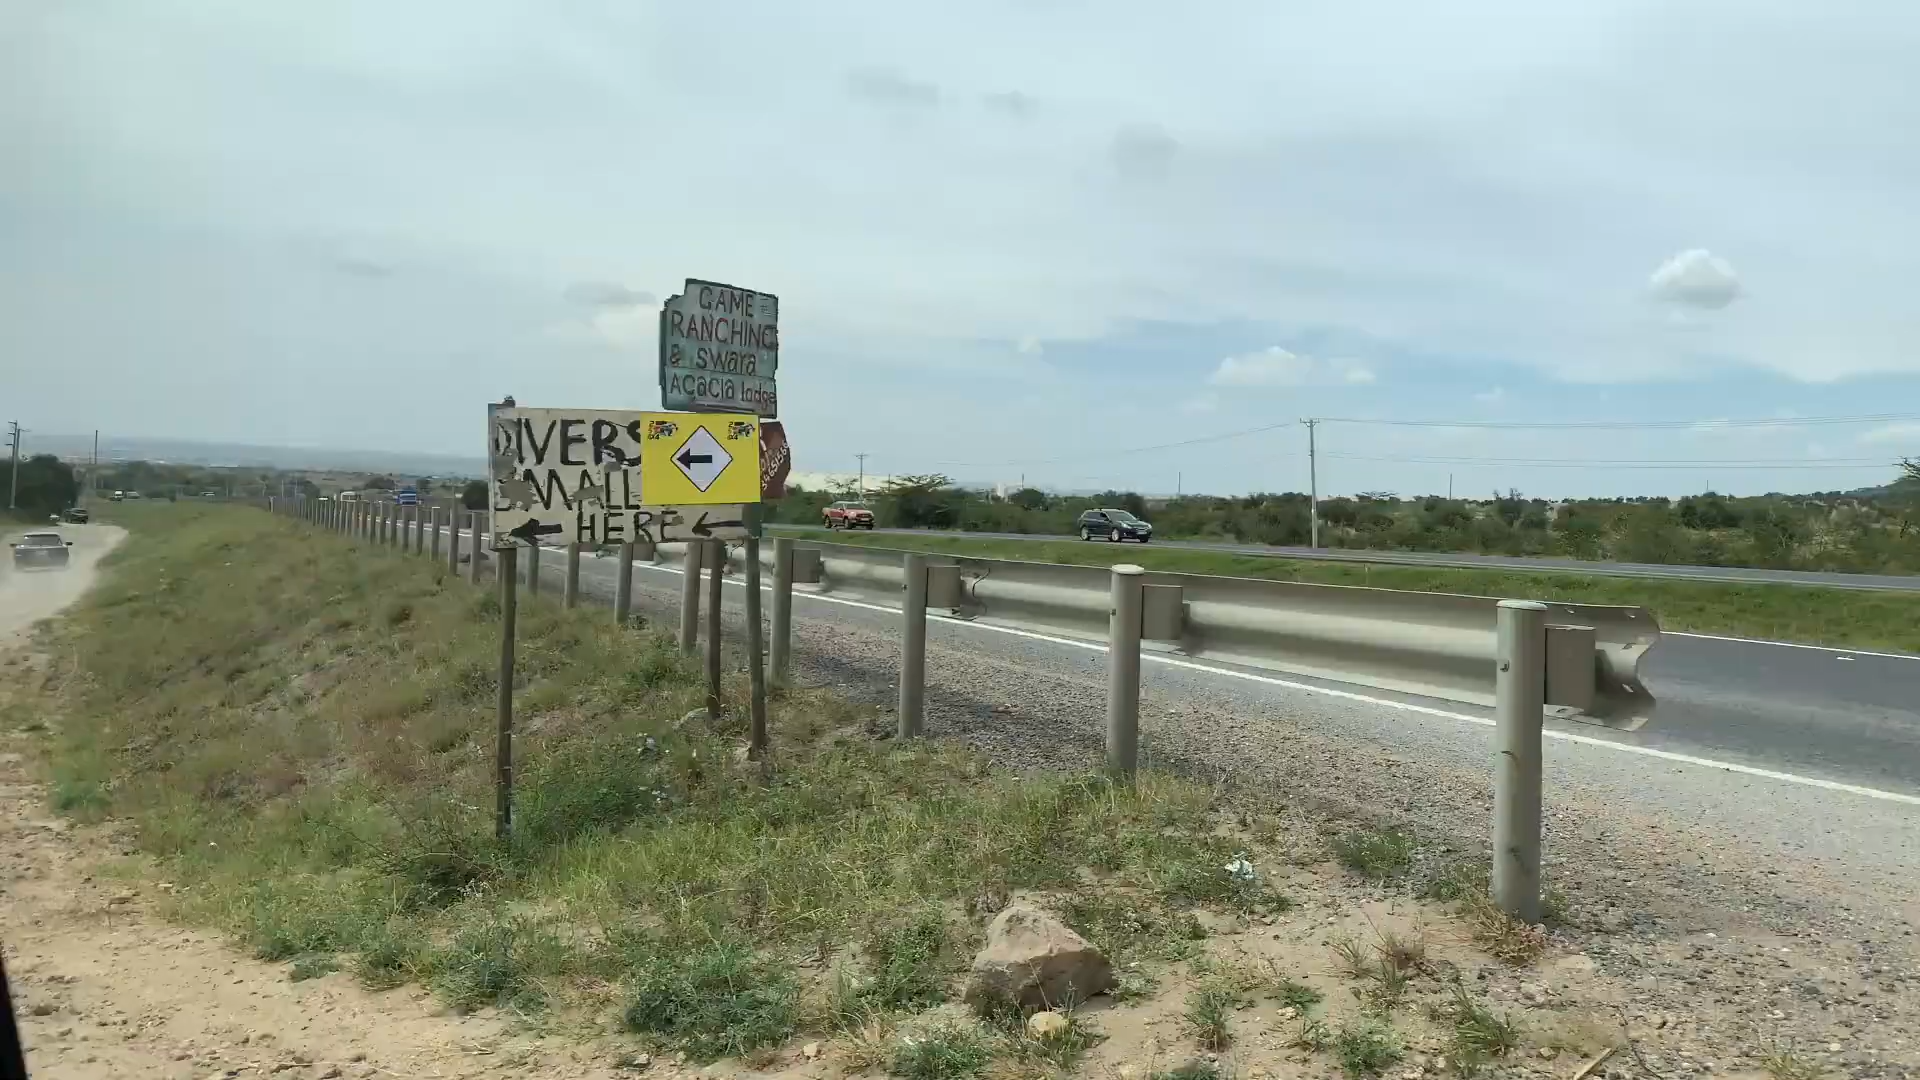 GAME
RANCHING
& Swara
Acacia lodge
DIVERS
MALL
HERE